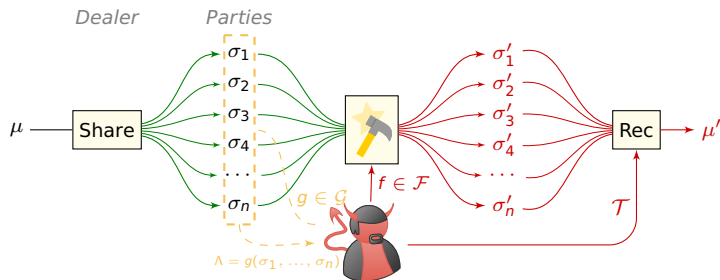 Dealer Parties
σ₁ σ′₁
σ₂ σ′₂
σ₃ σ′₃
μ Share σ₄ σ′₄ Rec μ′
... ...
σₙ σ′ₙ
g ∈ 𝒢 f ∈ ℱ 𝒯
Λ = g(σ₁, ..., σₙ)